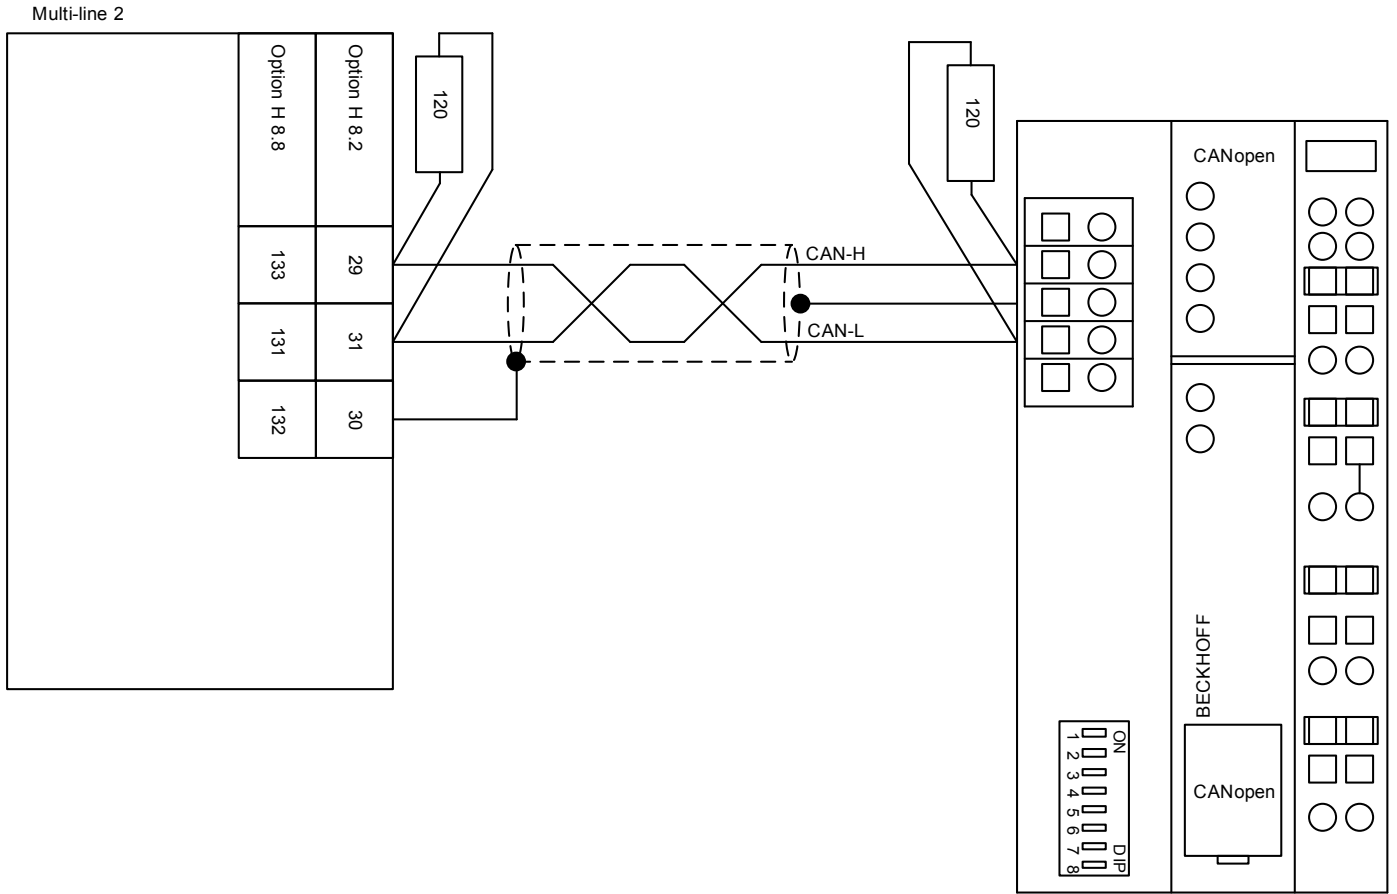 Multi-line 2
Option H 8.8
Option H 8.2
133
29
131
31
132
30
120
120
CAN-H
CAN-L
CANopen
BECKHOFF
CANopen
ON
1
2
3
4
5
6
7
8
DIP